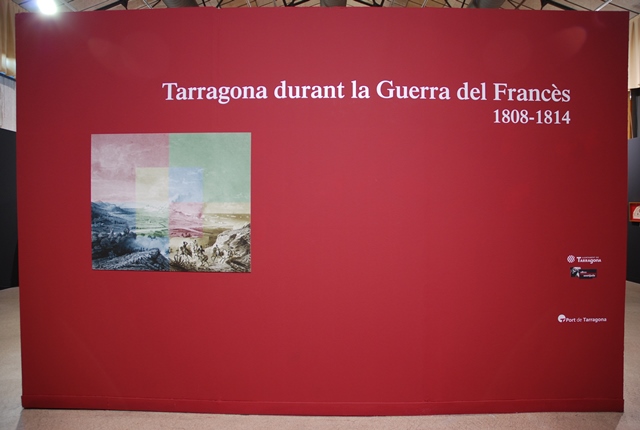 Tarragona durant la Guerra del Francès
1808-1814
TARRAGONA
Port de Tarragona